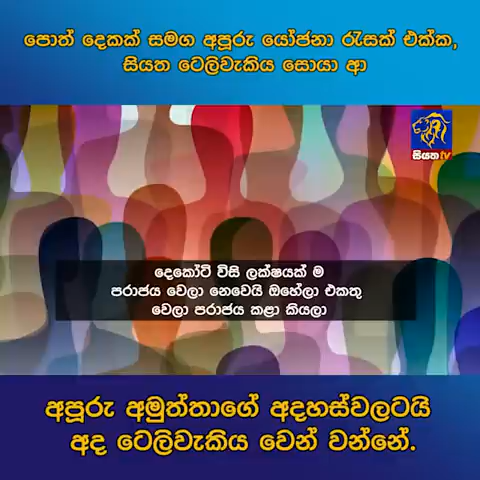 පොත් දෙකක් සමග අපූරු යෝජනා රැසක් එක්ක,
සියත ටෙලිවැකිය සොයා ආ
සියත tv
දෙකෝටි විසි ලක්ෂයක් ම
පරාජය වෙලා නෙවෙයි ඔහේලා එකතු
වෙලා පරාජය කළා කියලා
අපූරු අමුත්තාගේ අදහස්වලටයි
අද ටෙලිවැකිය වෙන් වන්නේ.